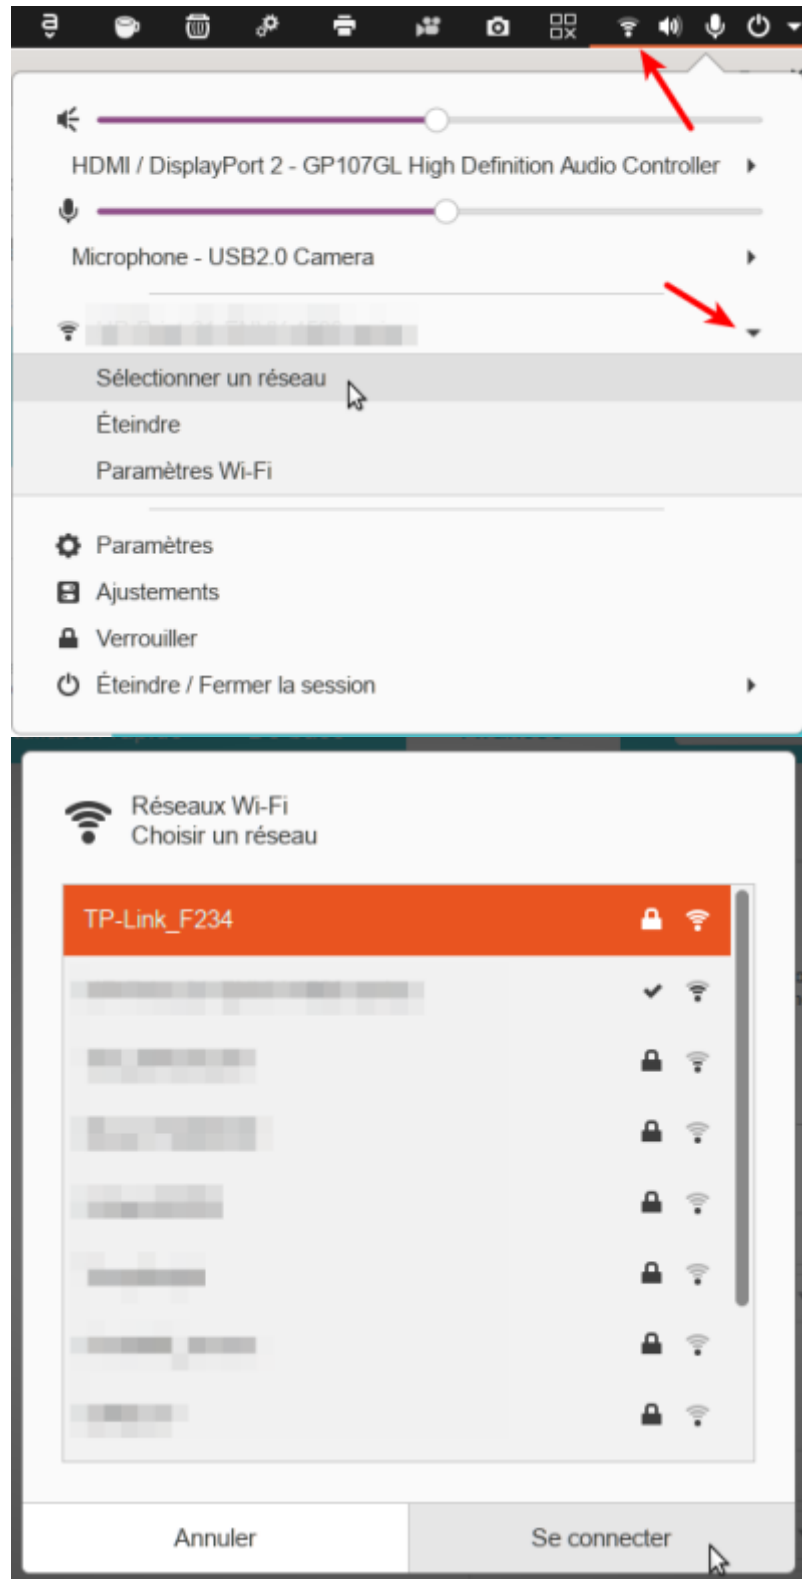 HDMI / DisplayPort 2 - GP107GL High Definition Audio Controller
Microphone - USB2.0 Camera
Sélectionner un réseau
Éteindre
Paramètres Wi-Fi
Paramètres
Ajustements
Verrouiller
Éteindre / Fermer la session
Réseaux Wi-Fi
Choisir un réseau
TP-Link_F234
Annuler
Se connecter